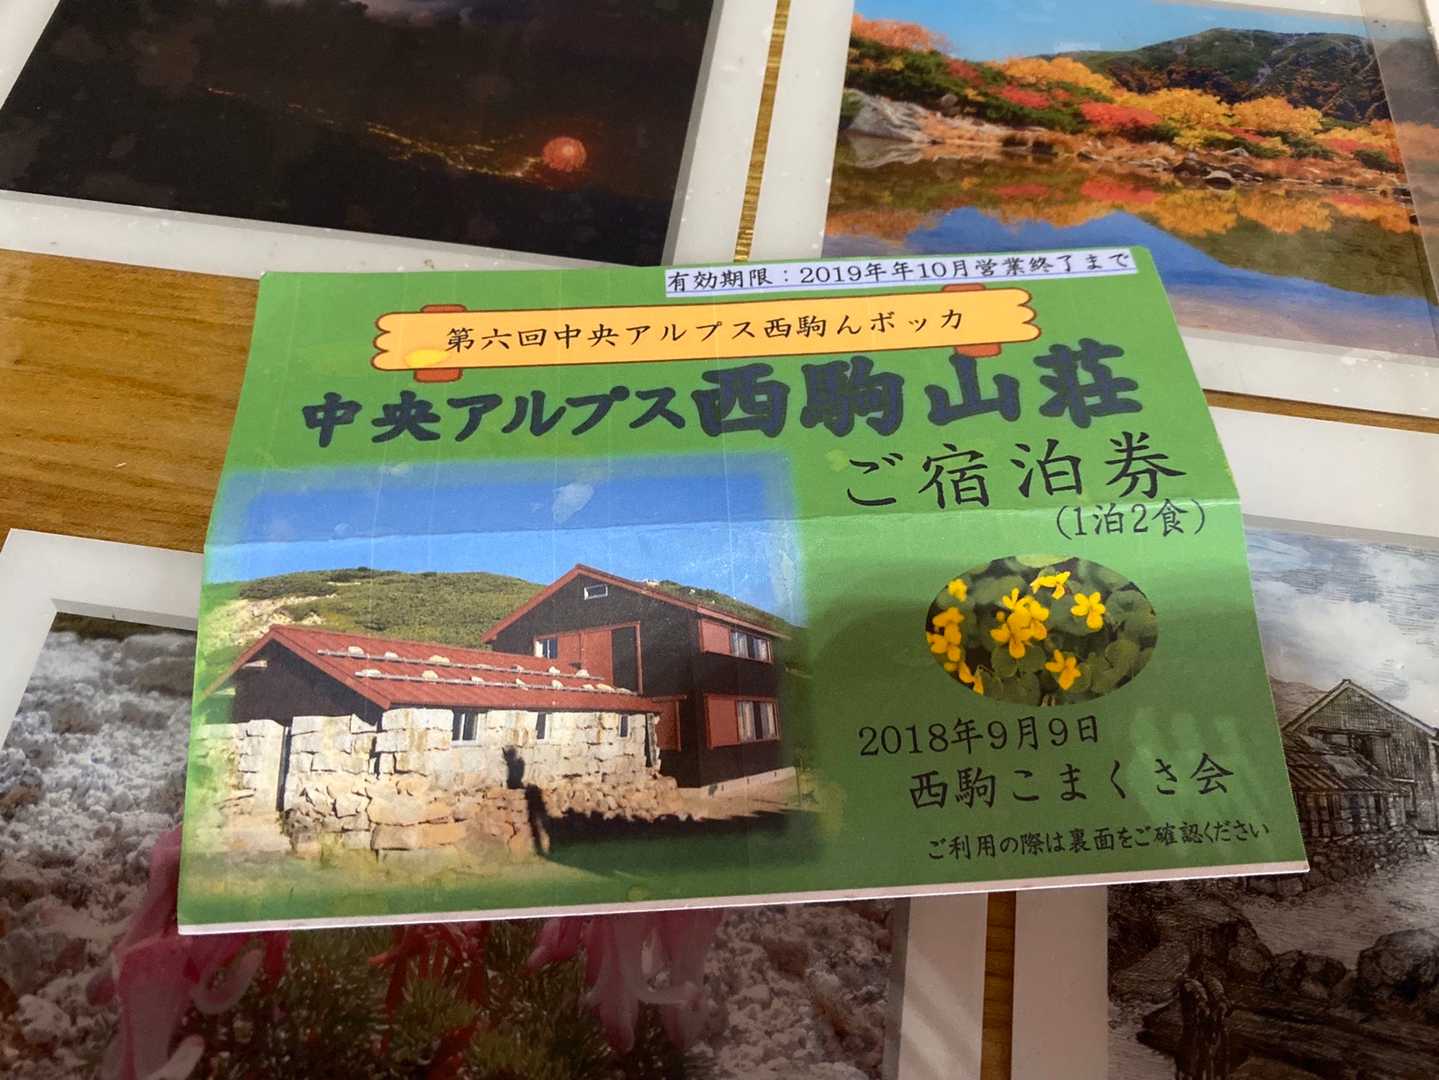 有効期限：2019年年10月営業終了まで
第六回中央アルプス西駒んボッカ
中央アルプス西駒山荘
ご宿泊券
(1泊2食)
2018年9月9日
西駒こまくさ会
ご利用の際は裏面をご確認ください